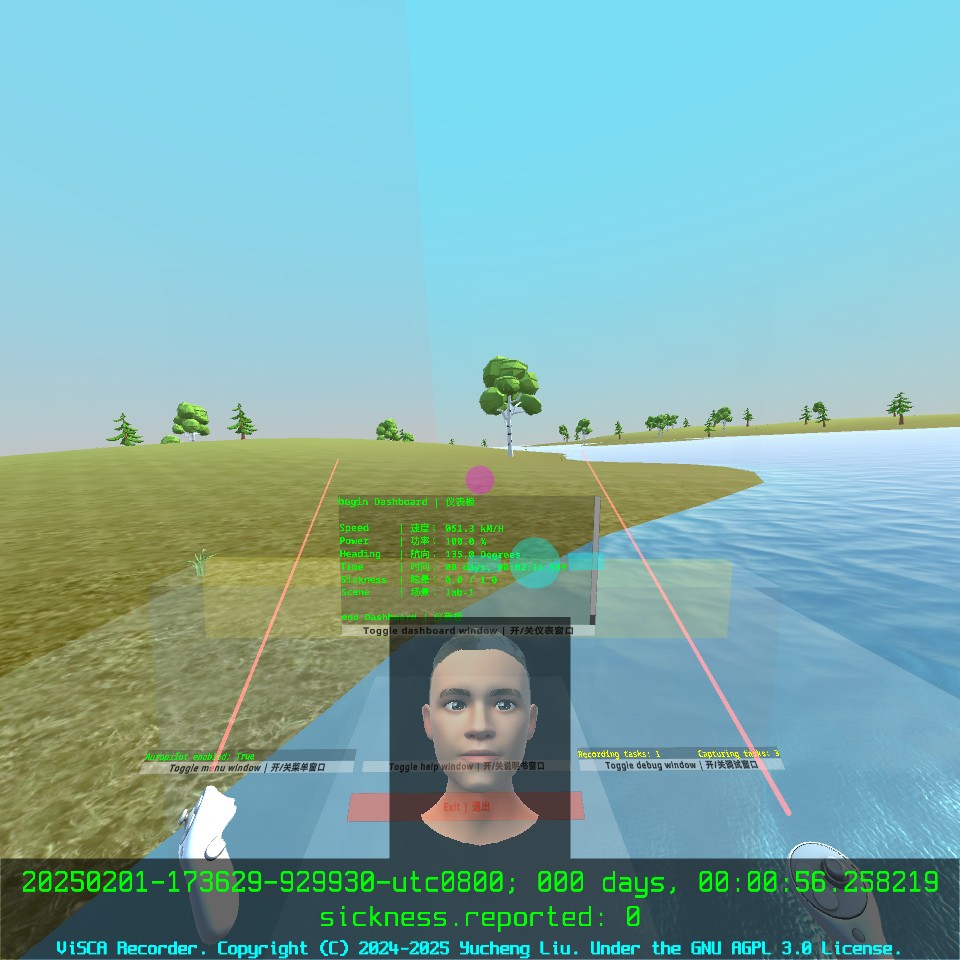 begin Dashboard | 仪表板
Speed | 速度： 051.3 kM/H
Power | 功率： 100.0 %
Heading | 航向： 135.0 Degrees
Time | 时间： 00 days,
Sickness | 眩晕： 0.0 / 1.0
Scene | 场景： lab-1
end Dashboard | 仪表板
Toggle dashboard window | 开/关仪表窗口
Autopilot enabled: True
Recording tasks: 1 Capturing tasks: 3
Toggle menu window | 开/关菜单窗口
Toggle help window | 开/关说明书窗口
Toggle debug window | 开/关调试窗口
Exit | 退出
20250201-173629-929930-utc0800; 000 days, 00:00:56.258219
sickness.reported: 0
ViSCA Recorder. Copyright (C) 2024-2025 Yucheng Liu. Under the GNU AGPL 3.0 License.